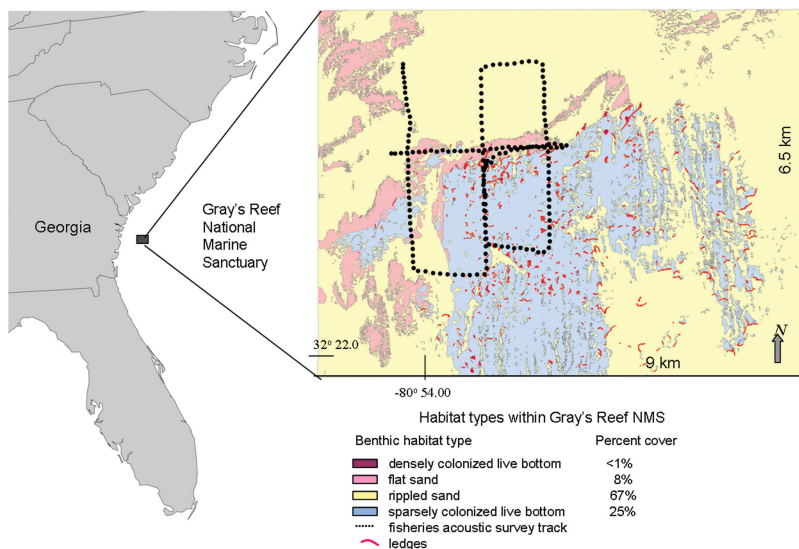 Georgia
Gray's Reef
National
Marine
Sanctuary
6.5 km
N
9 km
32° 22.0
-80° 54.00
Habitat types within Gray's Reef NMS
Benthic habitat type Percent cover
densely colonized live bottom <1%
flat sand 8%
rippled sand 67%
sparsely colonized live bottom 25%
fisheries acoustic survey track
ledges